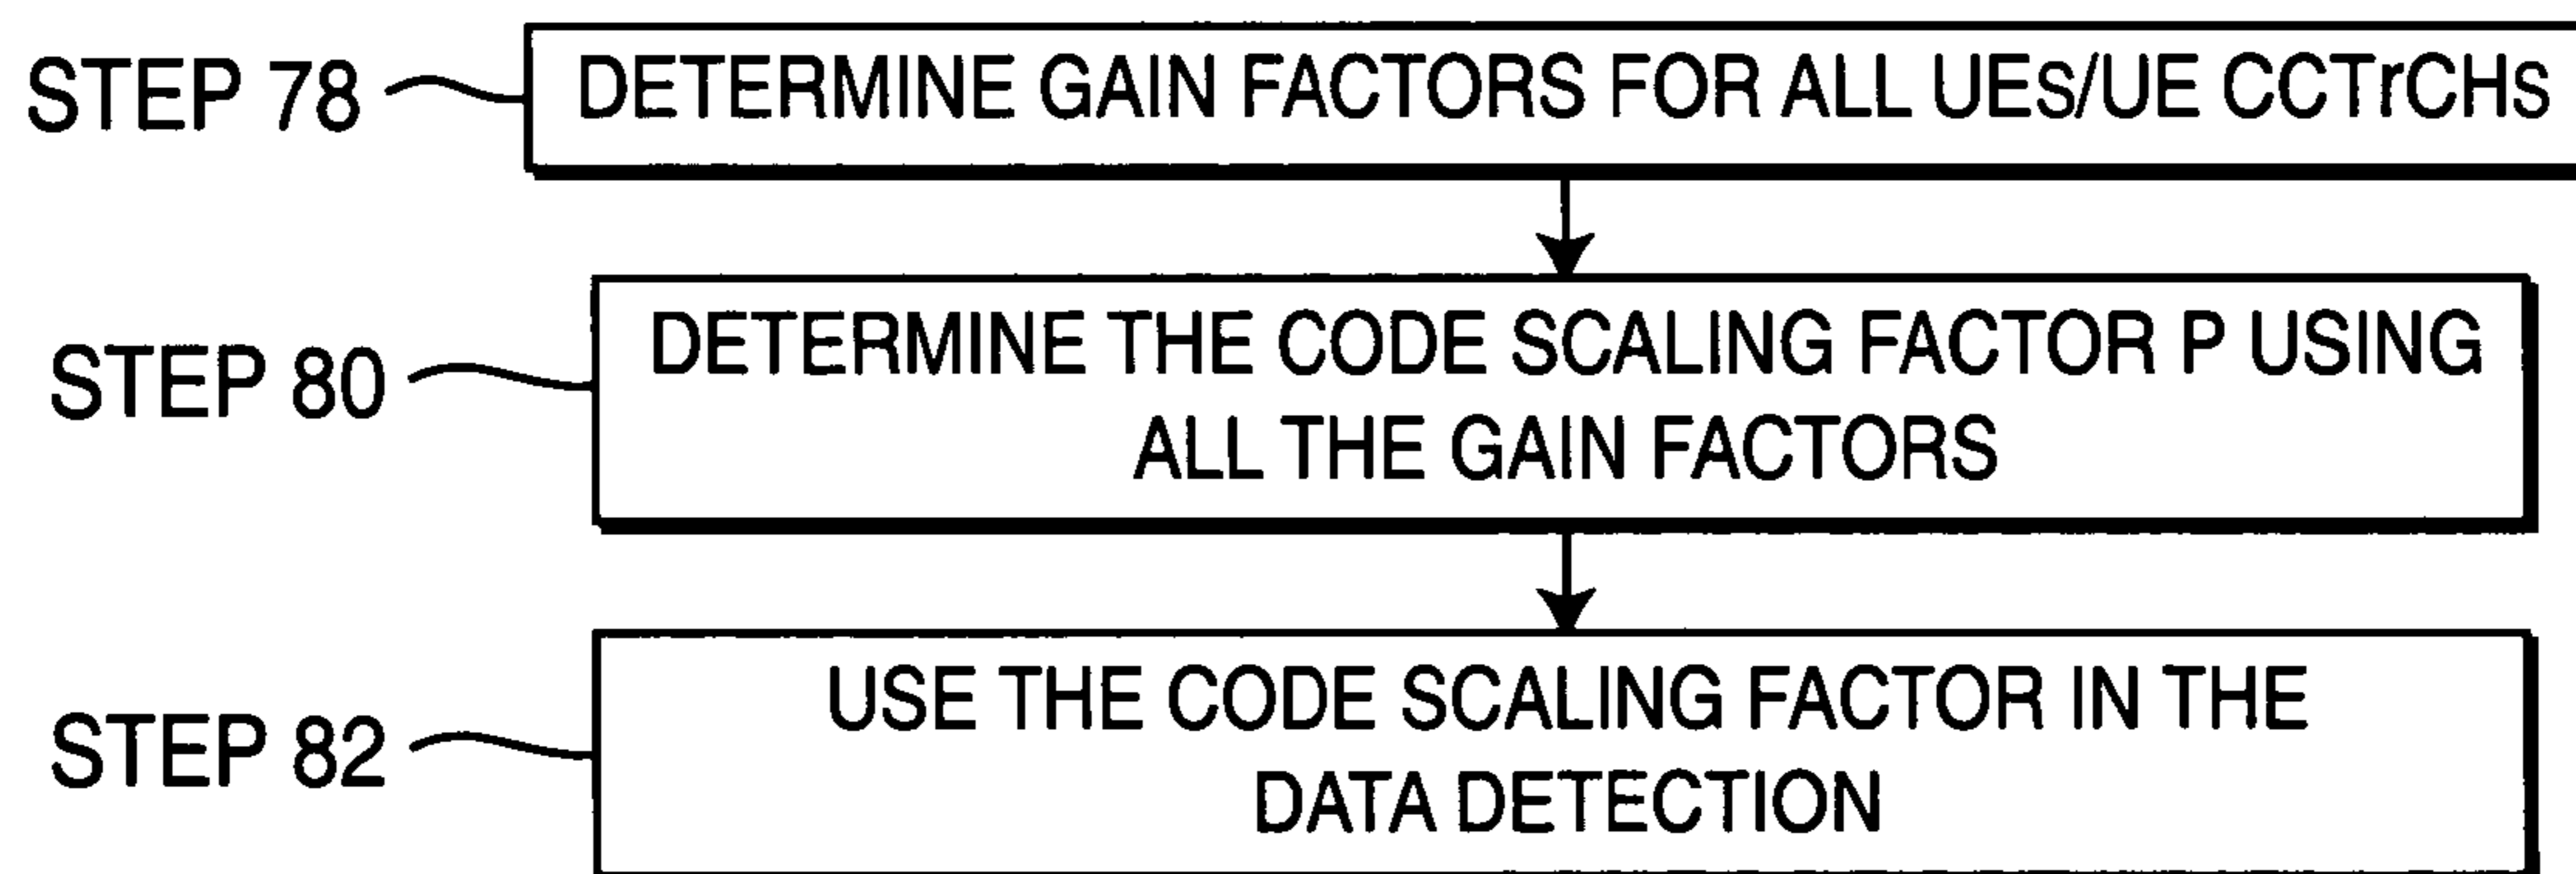 STEP 78
DETERMINE GAIN FACTORS FOR ALL UEs/UE CCTrCHs
STEP 80
DETERMINE THE CODE SCALING FACTOR P USING
ALL THE GAIN FACTORS
STEP 82
USE THE CODE SCALING FACTOR IN THE
DATA DETECTION